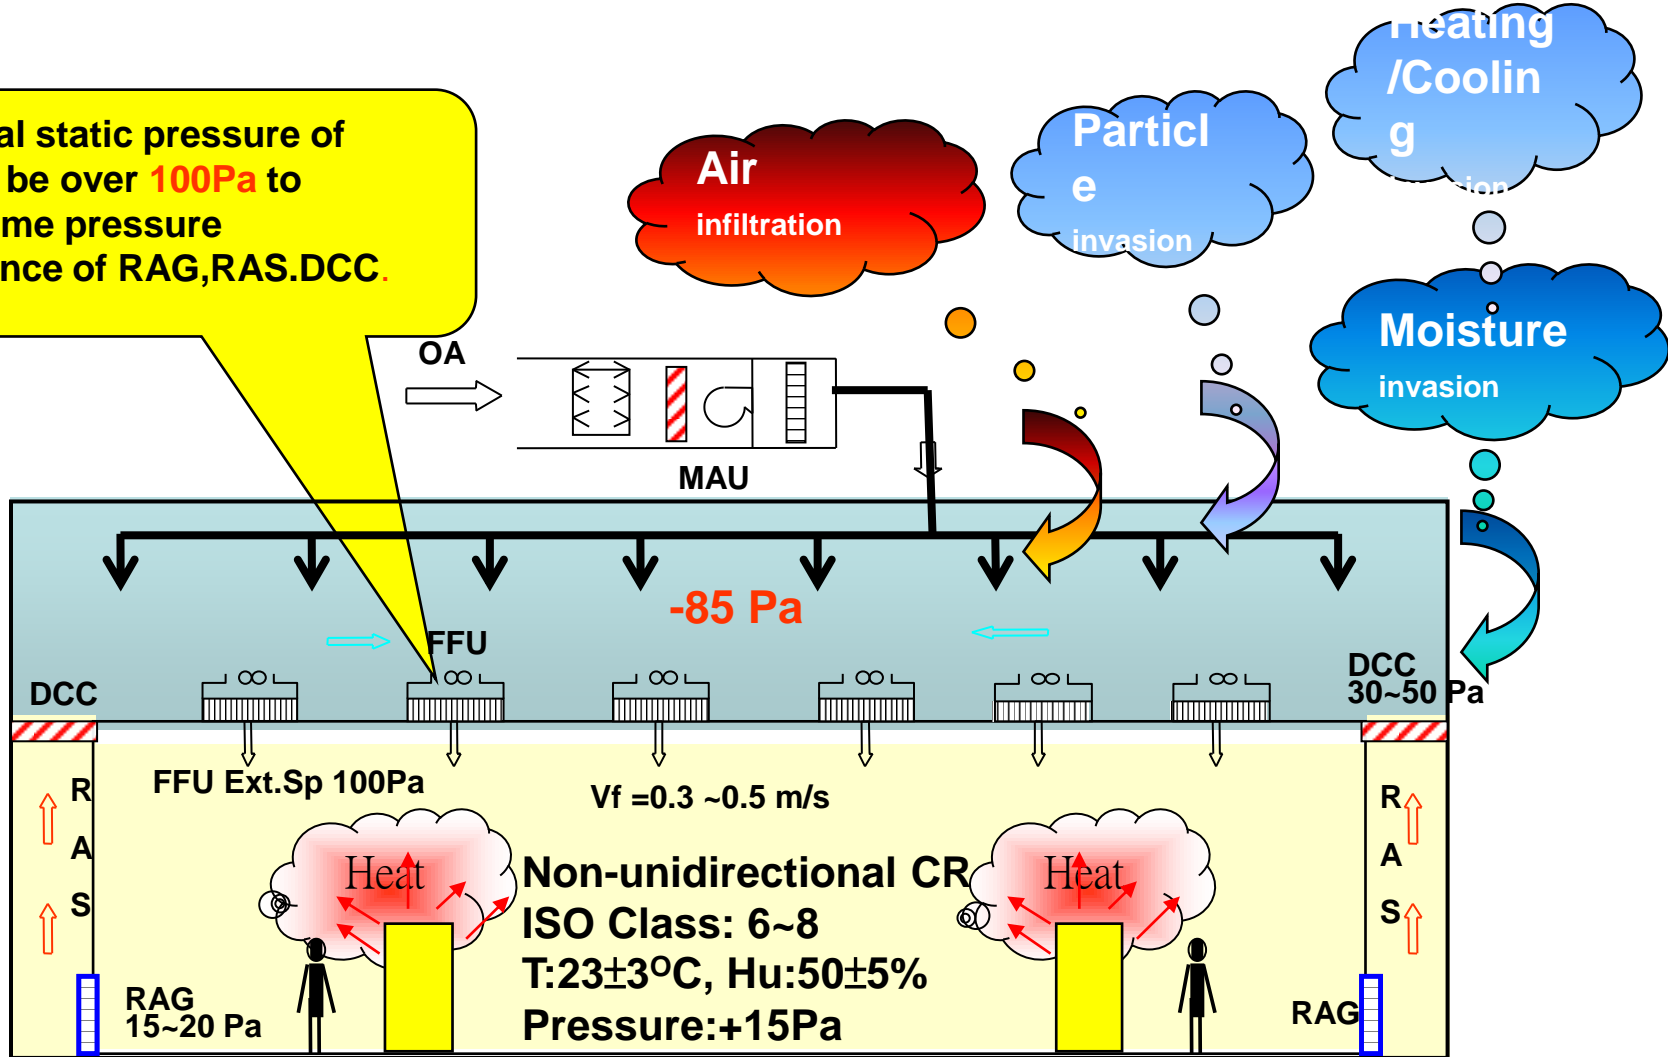 Heating
/Coolin
g
invasion
Particl
e
invasion
Air
infiltration
al static pressure of
be over 100Pa to
me pressure
nce of RAG,RAS.DCC.
Moisture
invasion
OA
MAU
-85 Pa
FFU
DCC
DCC
30~50 Pa
FFU Ext.Sp 100Pa
Vf =0.3 ~0.5 m/s
R
A
S
R
A
S
Heat
Heat
Non-unidirectional CR
ISO Class: 6~8
T:23±3OC, Hu:50±5%
Pressure:+15Pa
RAG
15~20 Pa
RAG